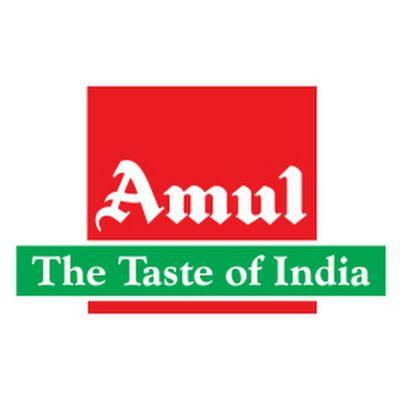 Amul
The Taste of India